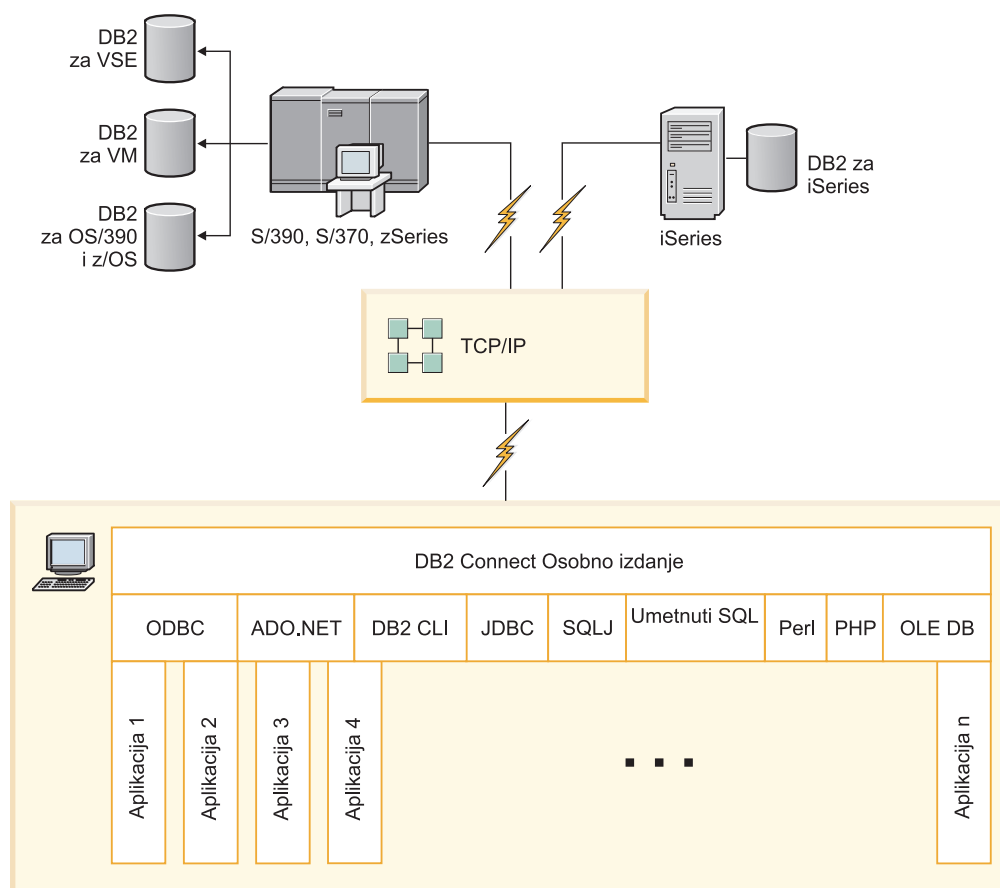 DB2
za VSE
DB2
za VM
DB2
za OS/390
i z/OS
S/390, S/370, zSeries
iSeries
DB2 za
iSeries
TCP/IP
DB2 Connect Osobno izdanje
ODBC
ADO.NET
DB2 CLI
JDBC
SQLJ
Umetnuti SQL
Perl
PHP
OLE DB
Aplikacija 1
Aplikacija 2
Aplikacija 3
Aplikacija 4
Aplikacija n